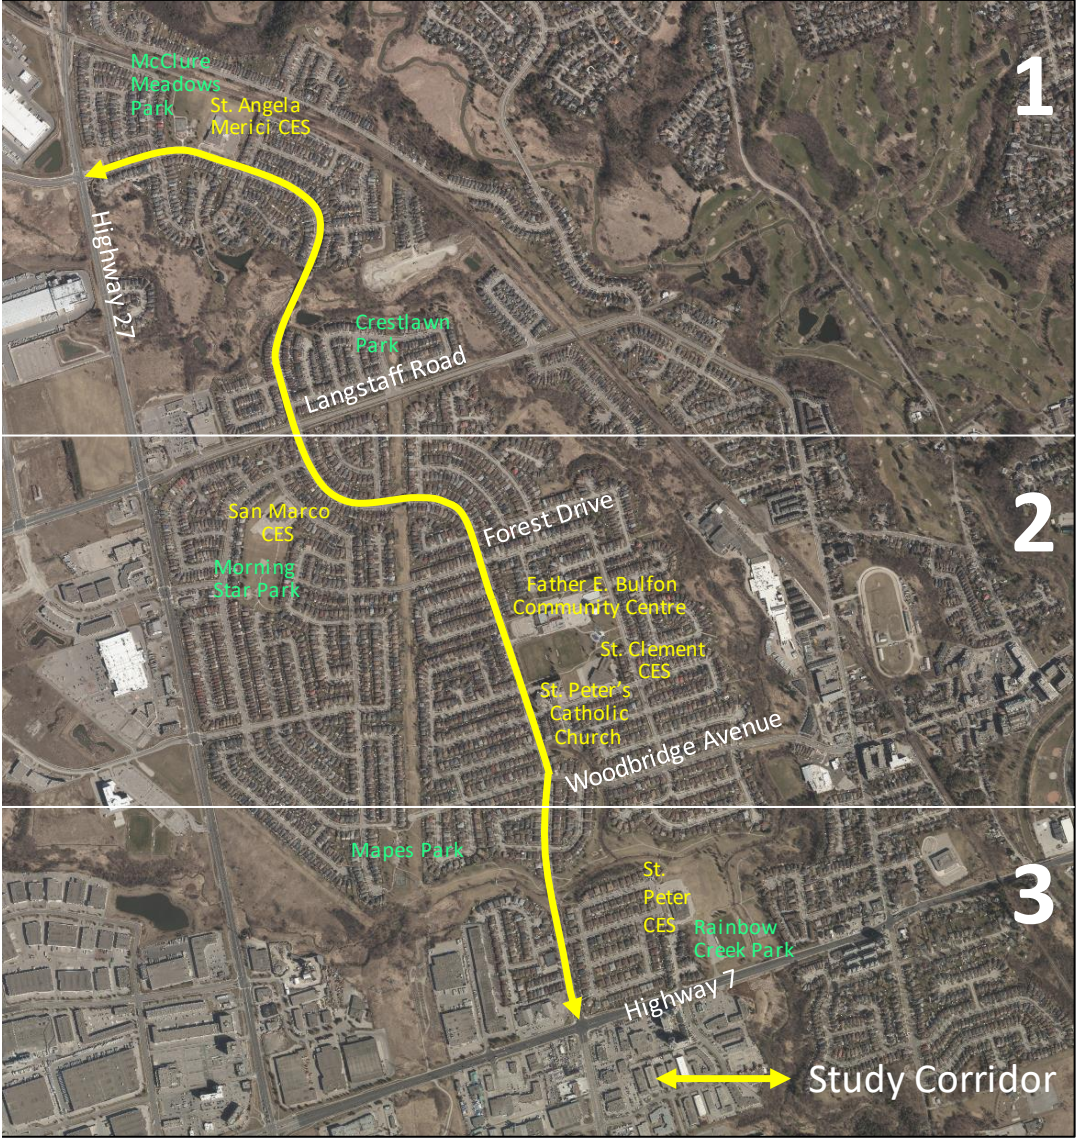 1
McClure
Meadows
Park
St. Angela
Merici CES
Highway 27
Crestlawn
Park
Langstaff Road
2
San Marco
CES
Forest Drive
Morning
Star Park
Father E. Bulfon
Community Centre
St. Clement
CES
St. Peter's
Catholic
Church
Woodbridge Avenue
3
Mapes Park
St.
Peter
CES
Rainbow
Creek Park
Highway 7
Study Corridor